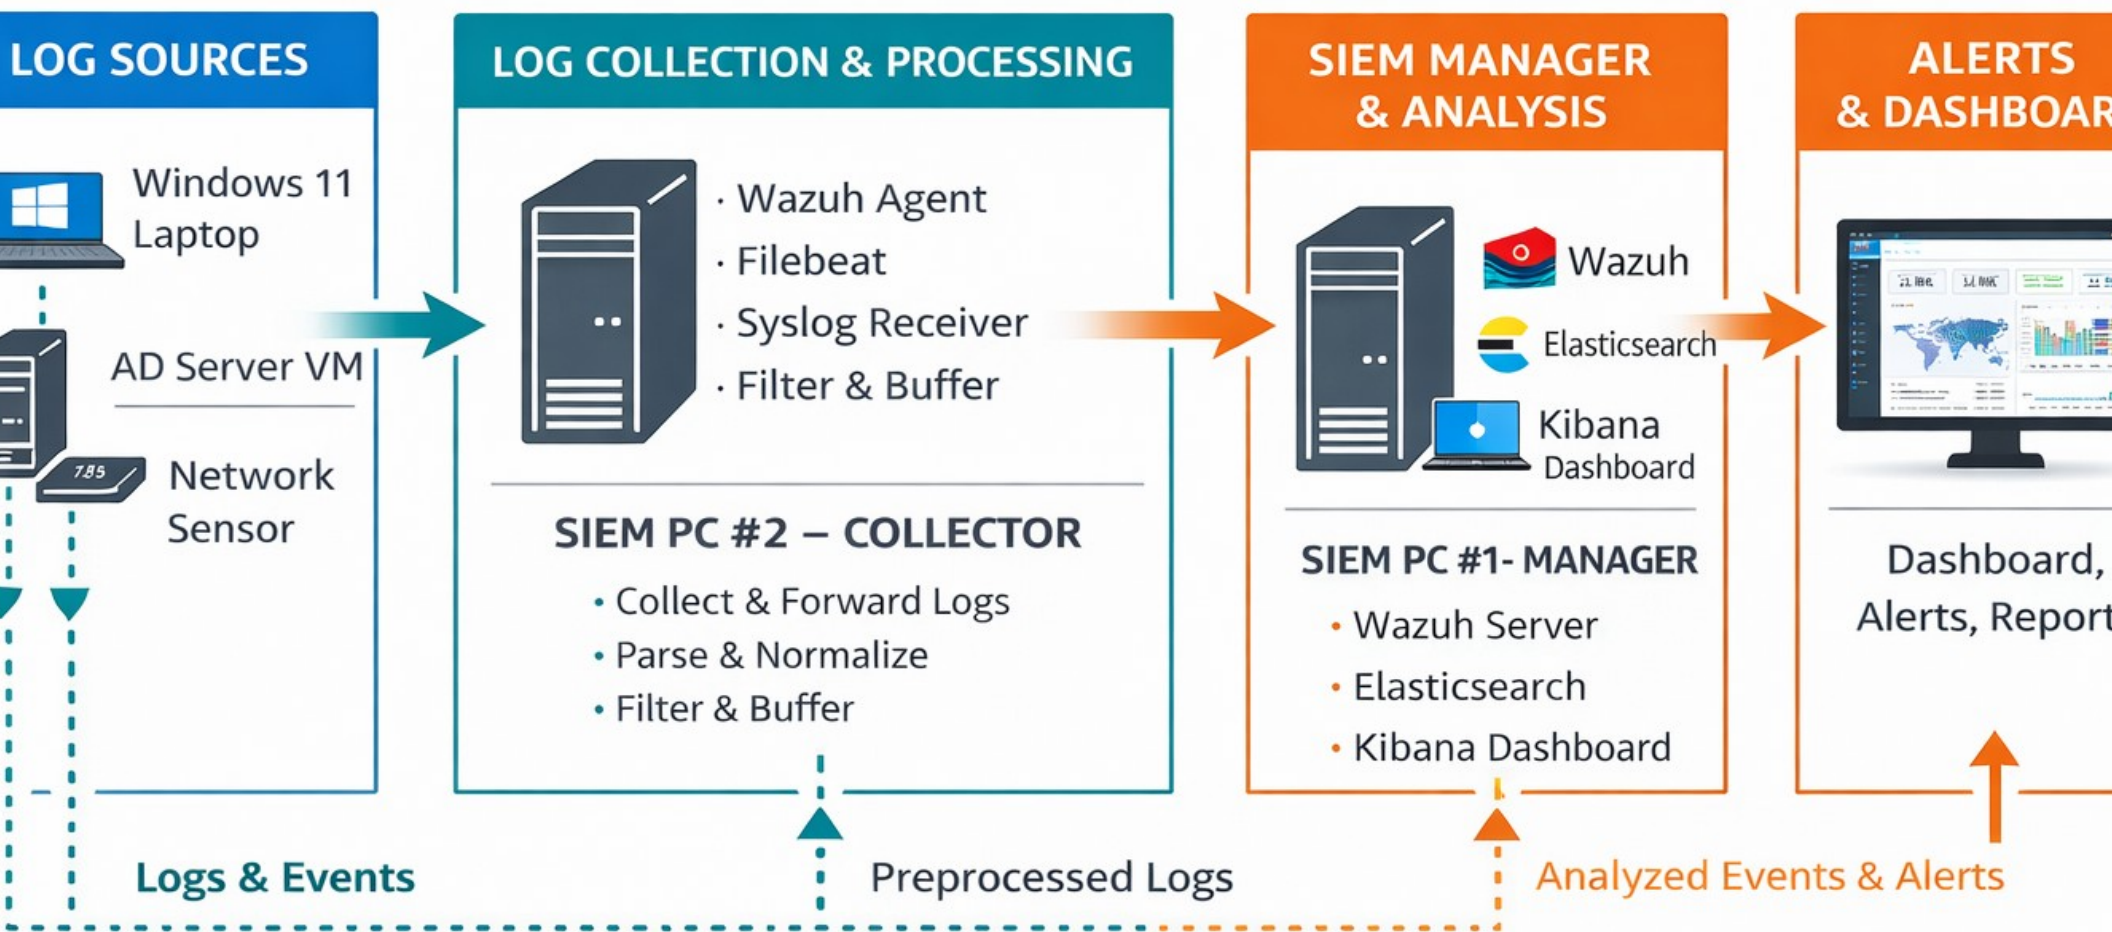 LOG SOURCES
Windows 11
Laptop
AD Server VM
785
Network
Sensor
LOG COLLECTION & PROCESSING
· Wazuh Agent
· Filebeat
· Syslog Receiver
· Filter & Buffer
SIEM PC #2 – COLLECTOR
• Collect & Forward Logs
• Parse & Normalize
• Filter & Buffer
SIEM MANAGER
& ANALYSIS
Wazuh
Elasticsearch
Kibana
Dashboard
SIEM PC #1- MANAGER
• Wazuh Server
• Elasticsearch
• Kibana Dashboard
ALERTS
& DASHBOAR
Dashboard,
Alerts, Report
Logs & Events
Preprocessed Logs
Analyzed Events & Alerts